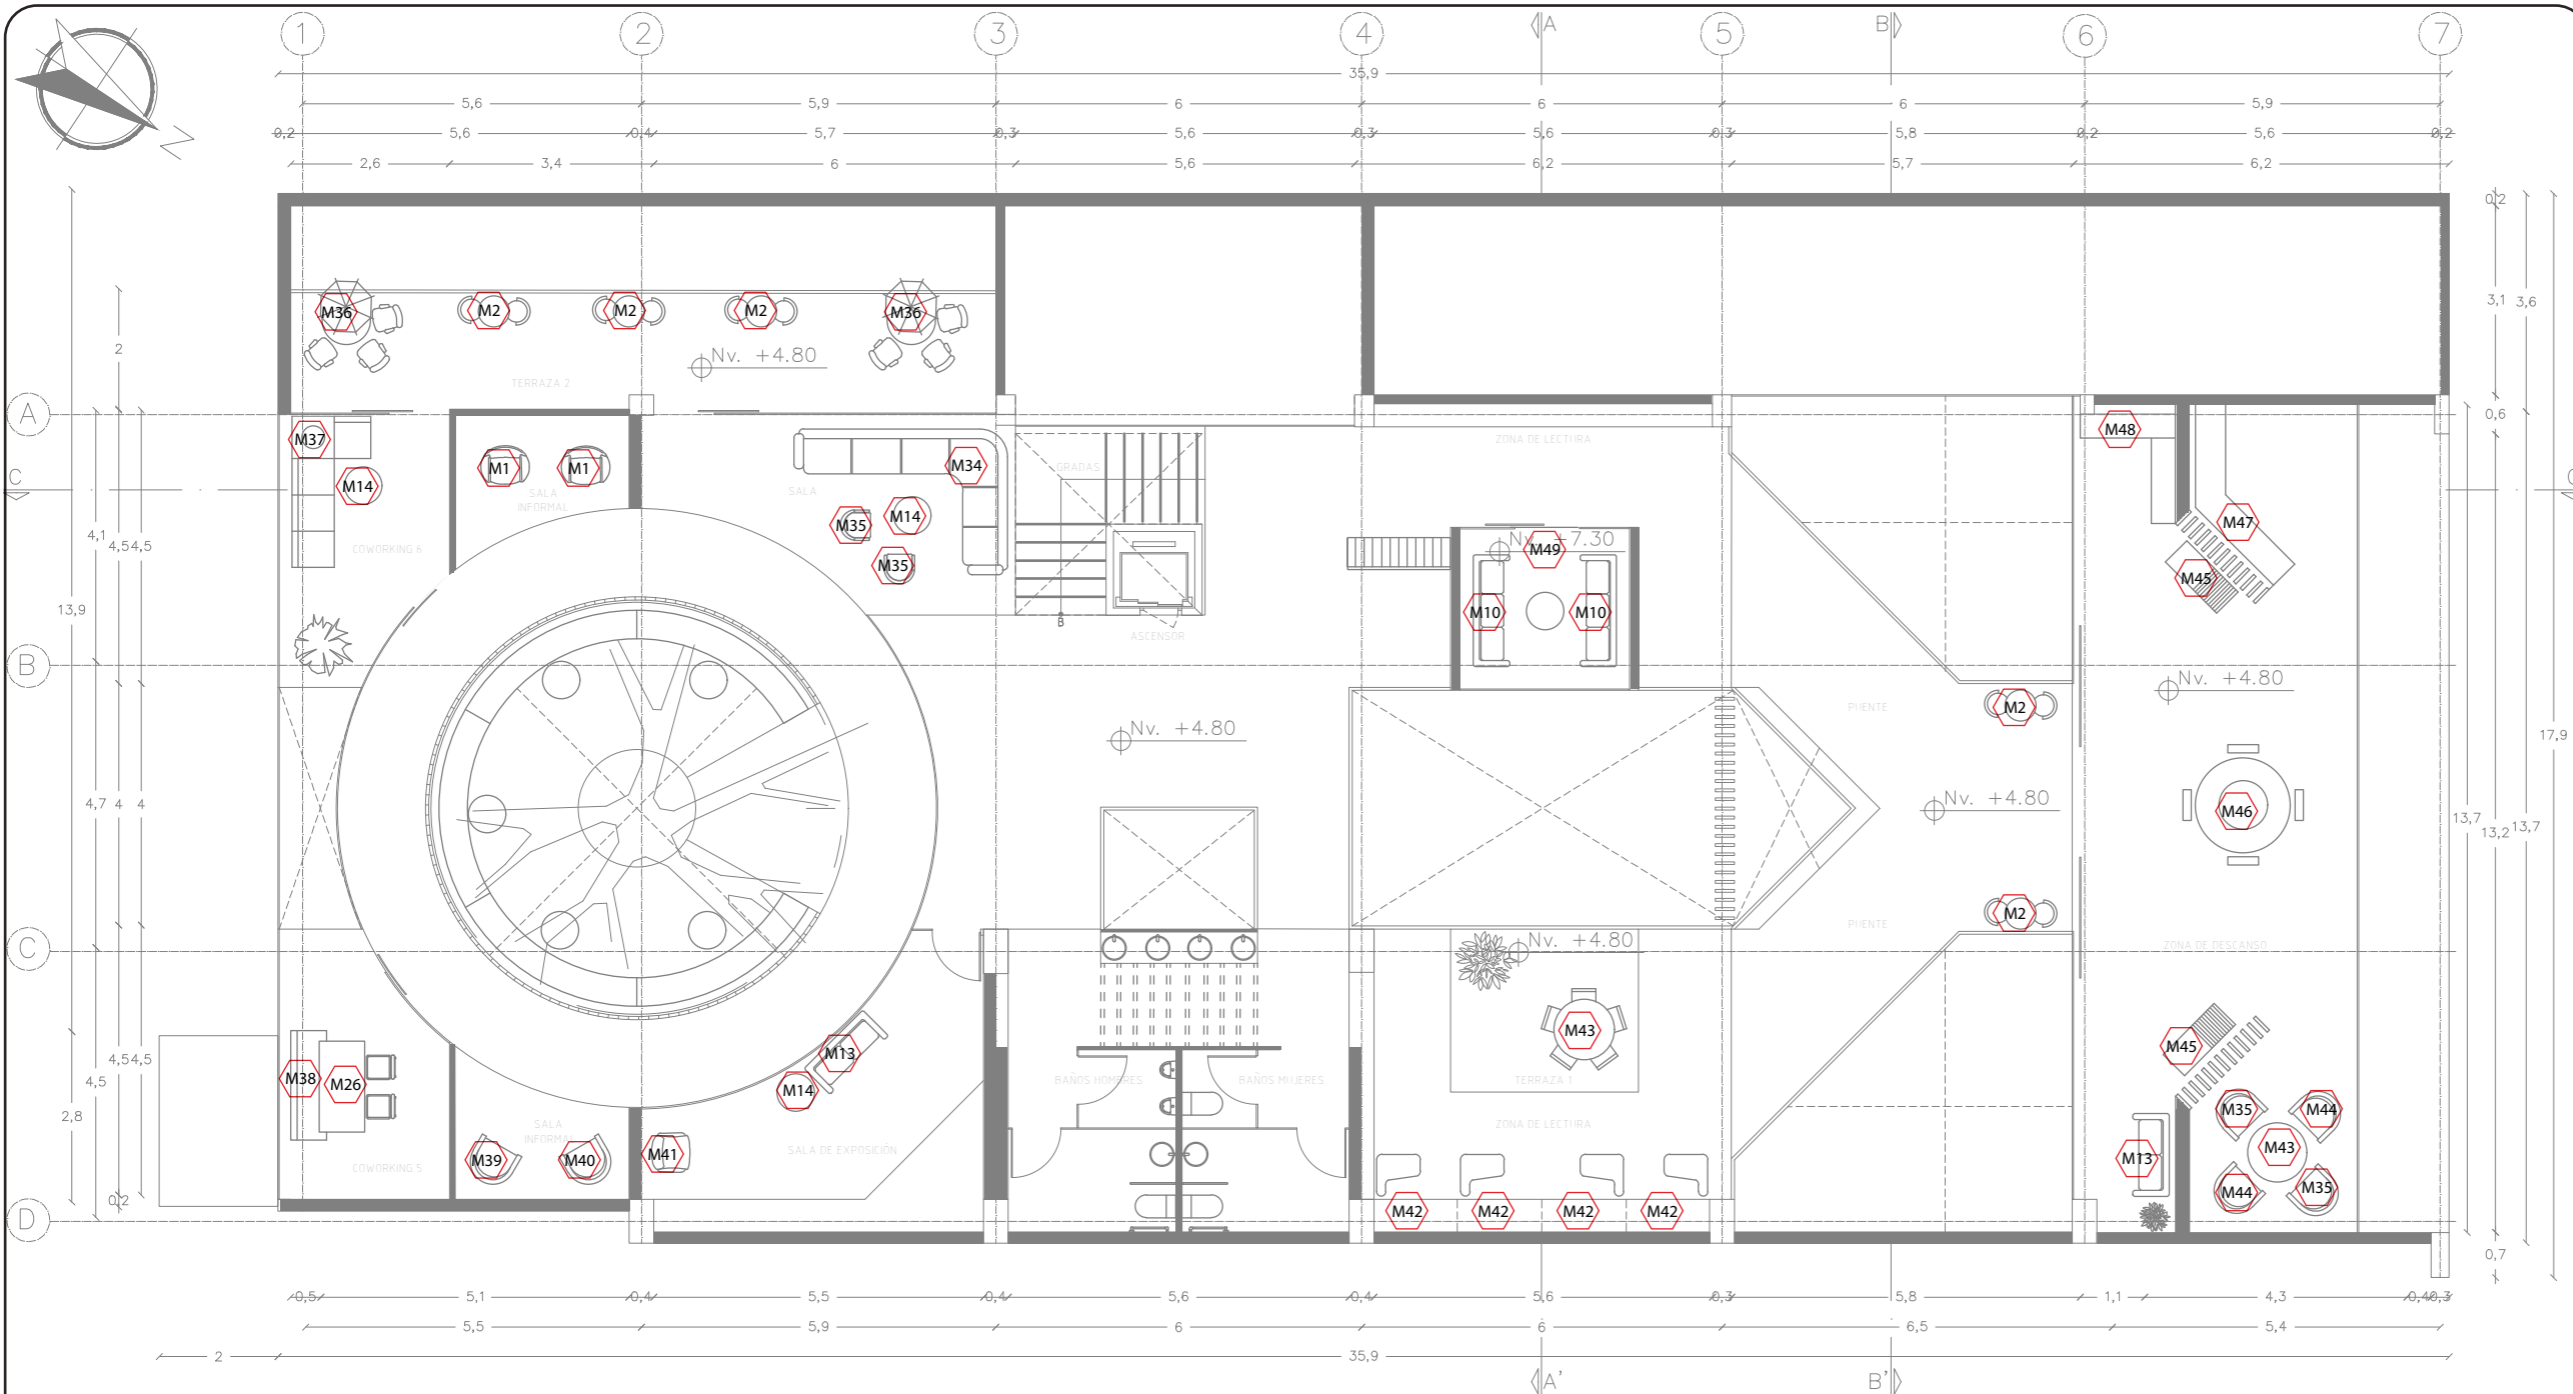 1 2 3 4 A 5 B 6 7
35,9
5,6 5,9 6 6 6 5,9
0,2 5,6 0,4 5,7 0,3 5,6 0,3 5,6 0,3 5,8 0,2 5,6 0,2
2,6 3,4 6 5,6 6,2 5,7 6,2
N
0,2
3,1 3,6
M36 M2 M2 M2 M36
2
Nv. +4.80
TERRAZA 2
A
0,6
M37
M48
ZONA DE LECTURA
M1 M1
M34
GRADAS
C
C
M14
SALA
INFORMAL
SALA
M14
M35
M47
4,1 4,5 4,5
COWORKING 6
Nv. +7.30
M49
M35
M45
13,9
M10 M10
B
ASCENSOR
B
Nv. +4.80
PUENTE
M2
Nv. +4.80
17,9
4,7 4 4
Nv. +4.80
M46
13,7 13,2 13,7
M2
PUENTE
C
Nv. +4.80
ZONA DE DESCANSO
M43
M45
4,5 4,5
4,5
M13
M38 M26
M14
BAÑOS HOMBRES
BAÑOS MUJERES
TERRAZA 1
2,8
M35 M44
SALA
INFORMAL
ZONA DE LECTURA
SALA DE EXPOSICIÓN
M43
M39 M40 M41
M13
COWORKING 5
M44 M35
0,2
M42 M42 M42 M42
D
0,7
0,5 5,1 0,4 5,5 0,4 5,6 0,4 5,6 0,3 5,8 1,1 4,3 0,4 0,3
5,5 5,9 6 6 6,5 5,4
2 35,9
A' B'